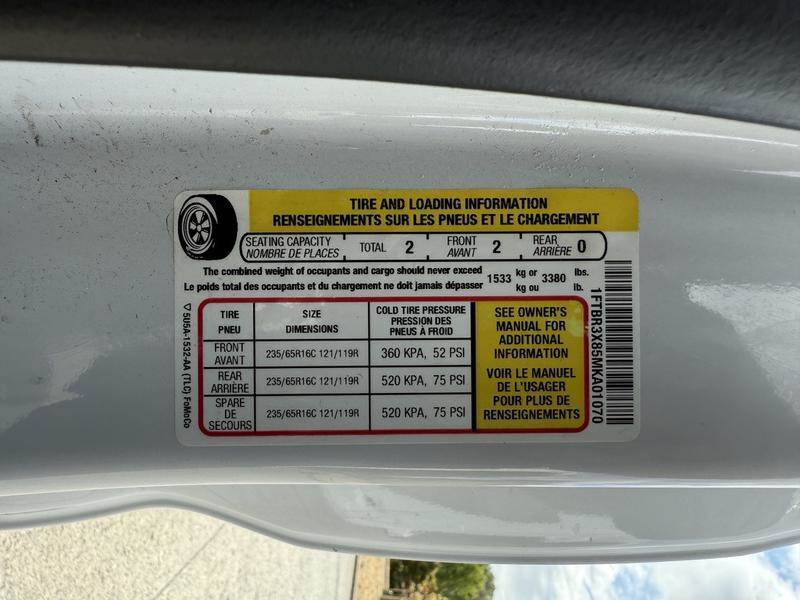 TIRE AND LOADING INFORMATION
RENSEIGNEMENTS SUR LES PNEUS ET LE CHARGEMENT
SEATING CAPACITY
NOMBRE DE PLACES
TOTAL 2
FRONT
AVANT 2
REAR
ARRIÈRE 0
The combined weight of occupants and cargo should never exceed 1533 kg or 3380 lbs.
Le poids total des occupants et du chargement ne doit jamais dépasser kg ou lb.
TIRE
PNEU
SIZE
DIMENSIONS
COLD TIRE PRESSURE
PRESSION DES
PNEUS À FROID
FRONT
AVANT
235/65R16C 121/119R
360 KPA, 52 PSI
REAR
ARRIÈRE
235/65R16C 121/119R
520 KPA, 75 PSI
SPARE
DE
SECOURS
235/65R16C 121/119R
520 KPA, 75 PSI
SEE OWNER'S
MANUAL FOR
ADDITIONAL
INFORMATION
VOIR LE MANUEL
DE L'USAGER
POUR PLUS DE
RENSEIGNEMENTS
5U5A-1532-AA (TLC) FoMoCo
1FTBR3X85MKA01070